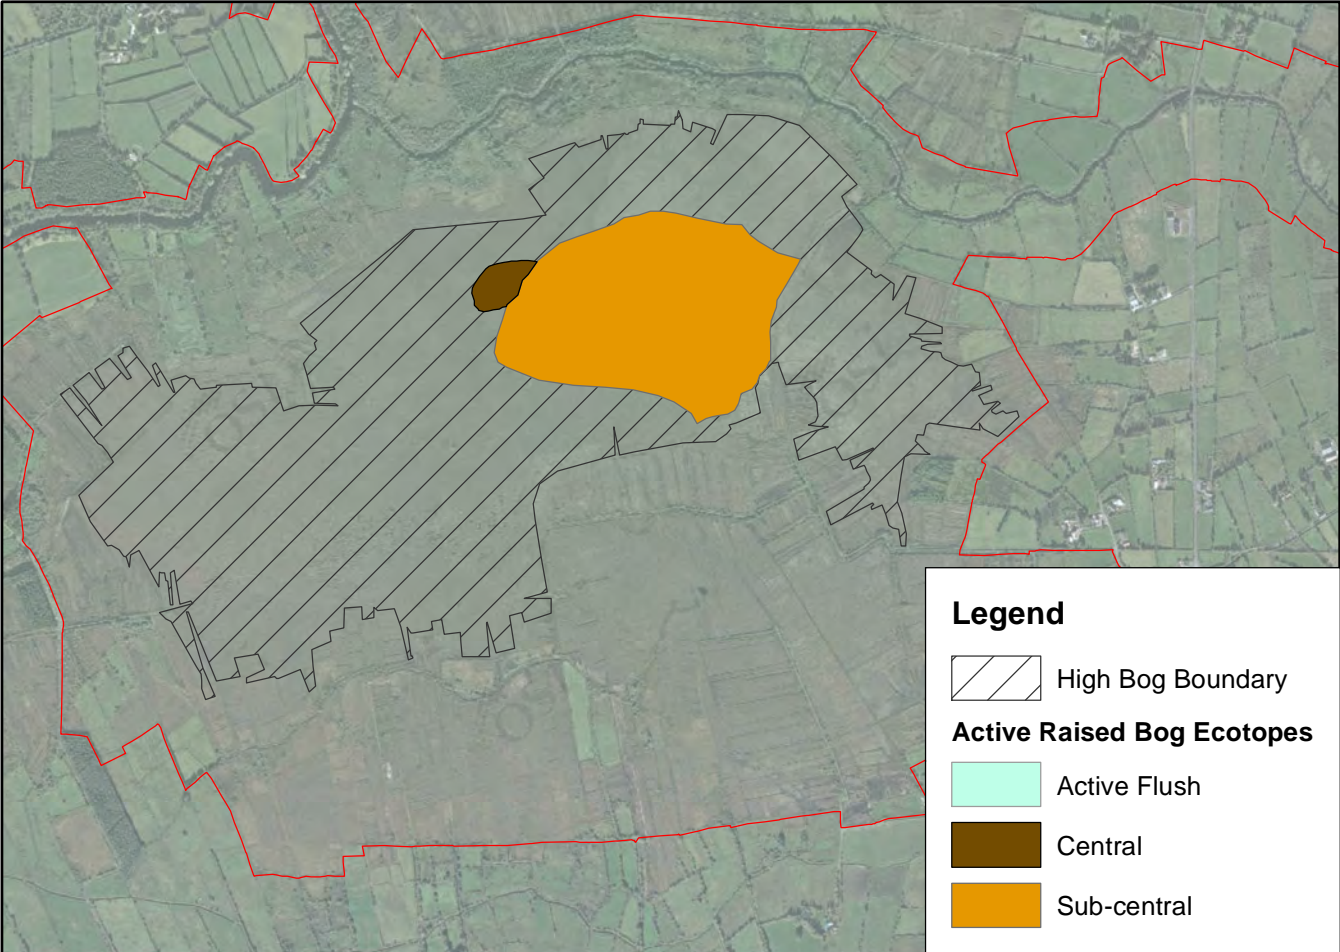 Legend
High Bog Boundary
Active Raised Bog Ecotopes
Active Flush
Central
Sub-central